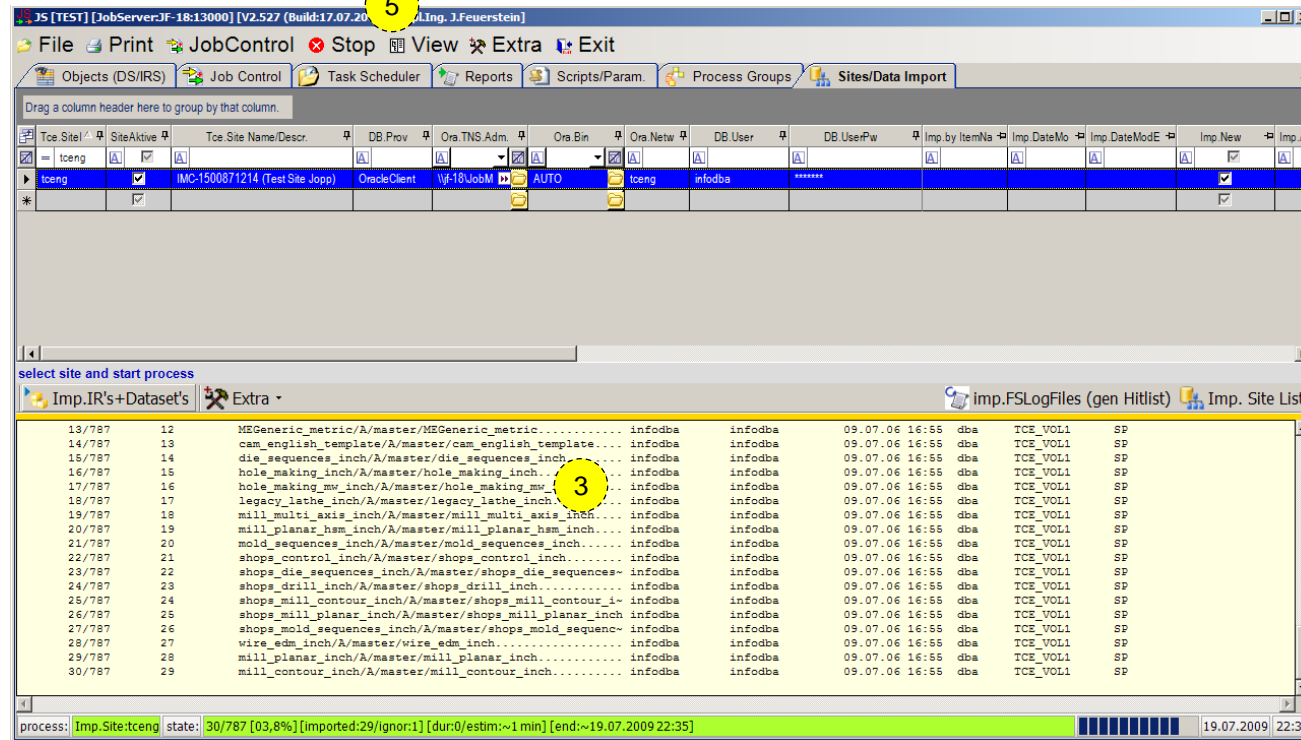 JS [TEST] [JobServer:JF-18:13000] [V2.527 (Build:17.07.20 .Ing. J.Feuerstein]
5
File Print JobControl Stop View Extra Exit
Objects (DS/IRS) Job Control Task Scheduler Reports Scripts/Param. Process Groups Sites/Data Import
Drag a column header here to group by that column.
Tce.SiteI SiteAktive Tce.Site Name/Descr. DB.Prov Ora.TNS.Adm. Ora.Bin Ora.Netw DB.User DB.UserPw Imp.by ItemNa Imp.DateMo Imp.DateModE Imp.New Imp.
= tceng
tceng IMC-1500871214 (Test Site Jopp) OracleClient \\jf-18\JobM AUTO tceng infodba *******
select site and start process
Imp.IR's+Dataset's Extra imp.FSLogFiles (gen Hitlist) Imp. Site List
13/787 12 MEGeneric_metric/A/master/MEGeneric_metric............ infodba infodba 09.07.06 16:55 dba TCE_VOL1 SP
14/787 13 cam_english_template/A/master/cam_english_template.... infodba infodba 09.07.06 16:55 dba TCE_VOL1 SP
15/787 14 die_sequences_inch/A/master/die_sequences_inch........ infodba infodba 09.07.06 16:55 dba TCE_VOL1 SP
16/787 15 hole_making_inch/A/master/hole_making_inch... infodba infodba 09.07.06 16:55 dba TCE_VOL1 SP
17/787 16 hole_making_mw_inch/A/master/hole_making_mw_ 3 .. infodba infodba 09.07.06 16:55 dba TCE_VOL1 SP
18/787 17 legacy_lathe_inch/A/master/legacy_lathe_inch. ... infodba infodba 09.07.06 16:55 dba TCE_VOL1 SP
19/787 18 mill_multi_axis_inch/A/master/mill_multi_axis_inch.... infodba infodba 09.07.06 16:55 dba TCE_VOL1 SP
20/787 19 mill_planar_hsm_inch/A/master/mill_planar_hsm_inch.... infodba infodba 09.07.06 16:55 dba TCE_VOL1 SP
21/787 20 mold_sequences_inch/A/master/mold_sequences_inch...... infodba infodba 09.07.06 16:55 dba TCE_VOL1 SP
22/787 21 shops_control_inch/A/master/shops_control_inch........ infodba infodba 09.07.06 16:55 dba TCE_VOL1 SP
23/787 22 shops_die_sequences_inch/A/master/shops_die_sequences~ infodba infodba 09.07.06 16:55 dba TCE_VOL1 SP
24/787 23 shops_drill_inch/A/master/shops_drill_inch............ infodba infodba 09.07.06 16:55 dba TCE_VOL1 SP
25/787 24 shops_mill_contour_inch/A/master/shops_mill_contour_i~ infodba infodba 09.07.06 16:55 dba TCE_VOL1 SP
26/787 25 shops_mill_planar_inch/A/master/shops_mill_planar_inch infodba infodba 09.07.06 16:55 dba TCE_VOL1 SP
27/787 26 shops_mold_sequences_inch/A/master/shops_mold_sequenc~ infodba infodba 09.07.06 16:55 dba TCE_VOL1 SP
28/787 27 wire_edm_inch/A/master/wire_edm_inch.................. infodba infodba 09.07.06 16:55 dba TCE_VOL1 SP
29/787 28 mill_planar_inch/A/master/mill_planar_inch............ infodba infodba 09.07.06 16:55 dba TCE_VOL1 SP
30/787 29 mill_contour_inch/A/master/mill_contour_inch.......... infodba infodba 09.07.06 16:55 dba TCE_VOL1 SP
process: Imp.Site:tceng state: 30/787 [03,8%] [imported:29/ignor:1] [dur:0/estim:~1 min] [end:~19.07.2009 22:35] 19.07.2009 22:3